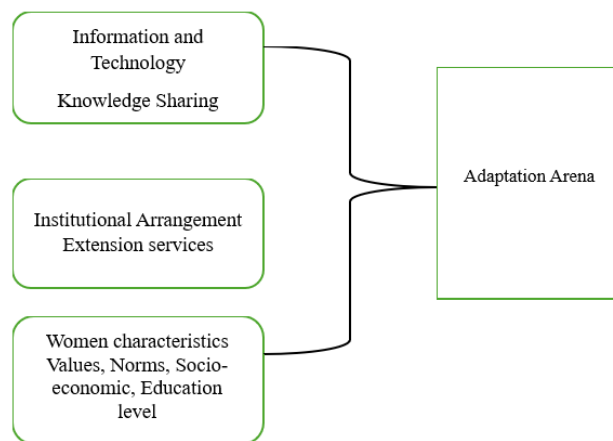 Information and
Technology
Knowledge Sharing
Institutional Arrangement
Extension services
Women characteristics
Values, Norms, Socio-
economic, Education
level
Adaptation Arena